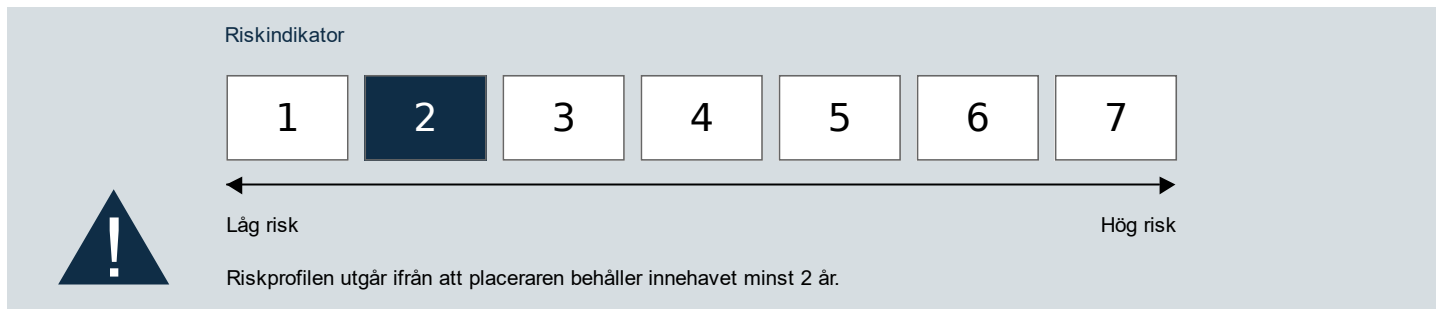 Riskindikator
1 2 3 4 5 6 7
Låg risk Hög risk
!
Riskprofilen utgår ifrån att placeraren behåller innehavet minst 2 år.